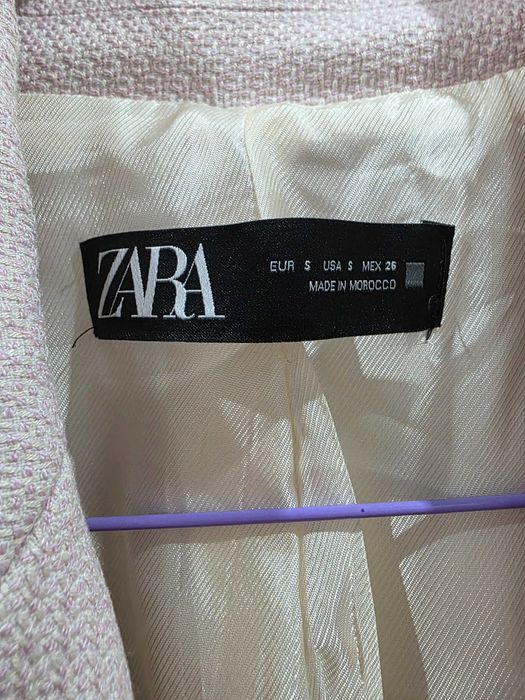 ZARA
EUR S USA S MEX 26
MADE IN MOROCCO